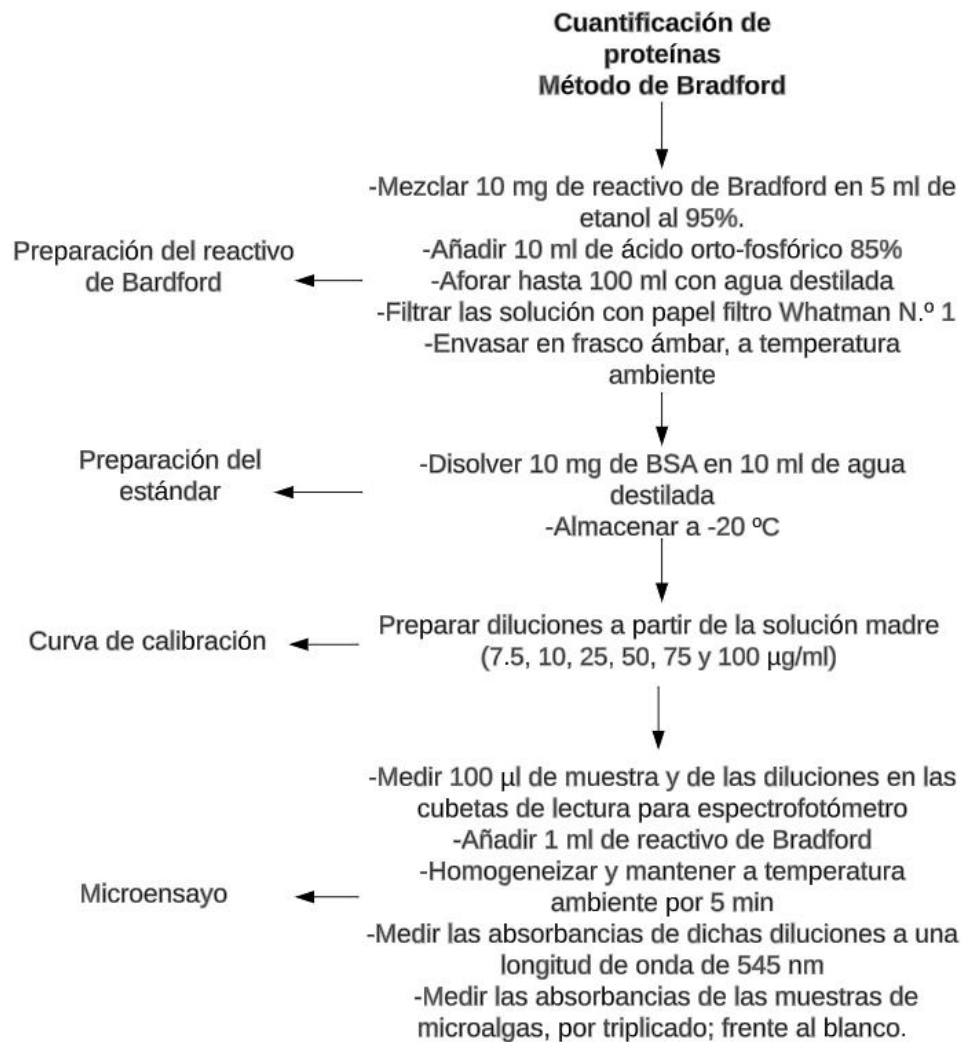 Cuantificación de
proteínas
Método de Bradford
-Mezclar 10 mg de reactivo de Bradford en 5 ml de
etanol al 95%.
-Añadir 10 ml de ácido orto-fosfórico 85%
-Aforar hasta 100 ml con agua destilada
-Filtrar las solución con papel filtro Whatman N.º 1
-Envasar en frasco ámbar, a temperatura
ambiente
Preparación del reactivo
de Bardford
-Disolver 10 mg de BSA en 10 ml de agua
destilada
-Almacenar a -20 ºC
Preparación del
estándar
Preparar diluciones a partir de la solución madre
(7.5, 10, 25, 50, 75 y 100 µg/ml)
Curva de calibración
-Medir 100 µl de muestra y de las diluciones en las
cubetas de lectura para espectrofotómetro
-Añadir 1 ml de reactivo de Bradford
-Homogeneizar y mantener a temperatura
ambiente por 5 min
-Medir las absorbancias de dichas diluciones a una
longitud de onda de 545 nm
-Medir las absorbancias de las muestras de
microalgas, por triplicado; frente al blanco.
Microensayo